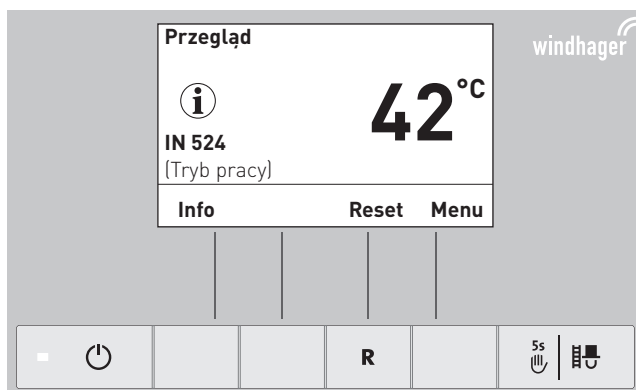 Przegląd
windhager
42°C
IN 524
(Tryb pracy)
Info Reset Menu
R
5s